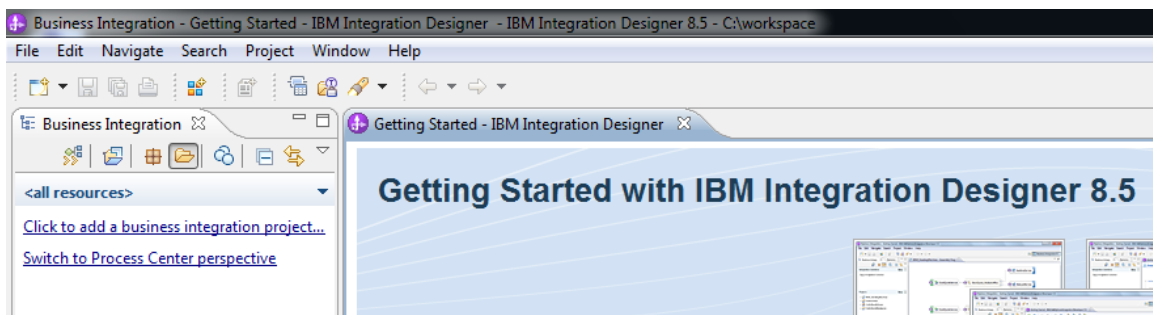 Business Integration - Getting Started - IBM Integration Designer - IBM Integration Designer 8.5 - C:\workspace
File Edit Navigate Search Project Window Help
Business Integration
Getting Started - IBM Integration Designer
<all resources>
Getting Started with IBM Integration Designer 8.5
Click to add a business integration project...
Switch to Process Center perspective